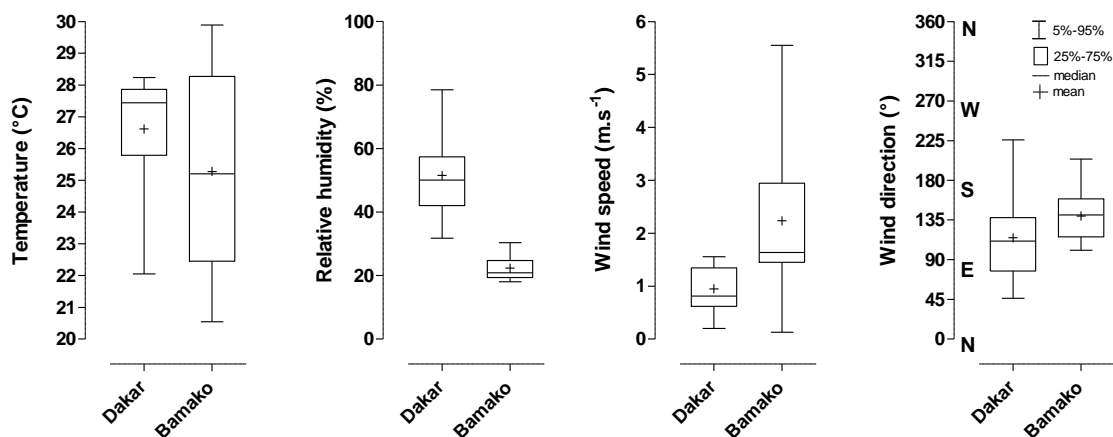 Temperature (°C)
30
29
28
27
26
25
24
23
22
21
20
Dakar
Bamako
Relative humidity (%)
100
80
60
40
20
0
Dakar
Bamako
Wind speed (m.s⁻¹)
6
5
4
3
2
1
0
Dakar
Bamako
Wind direction (°)
360
315
270
225
180
135
90
45
0
N
W
S
E
N
Dakar
Bamako
5%-95%
25%-75%
median
mean